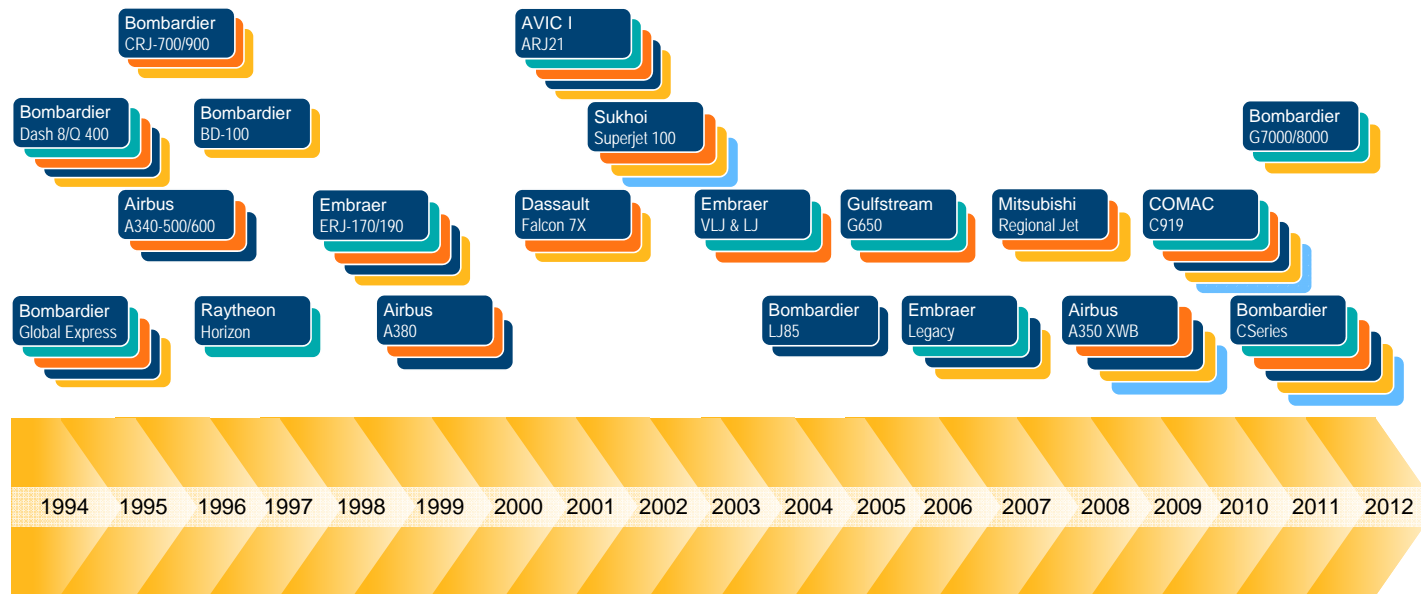 Bombardier
CRJ-700/900
AVIC I
ARJ21
Bombardier
Dash 8/Q 400
Bombardier
BD-100
Sukhoi
Superjet 100
Bombardier
G7000/8000
Airbus
A340-500/600
Embraer
ERJ-170/190
Dassault
Falcon 7X
Embraer
VLJ & LJ
Gulfstream
G650
Mitsubishi
Regional Jet
COMAC
C919
Bombardier
Global Express
Raytheon
Horizon
Airbus
A380
Bombardier
LJ85
Embraer
Legacy
Airbus
A350 XWB
Bombardier
CSeries
1994 1995 1996 1997 1998 1999 2000 2001 2002 2003 2004 2005 2006 2007 2008 2009 2010 2011 2012